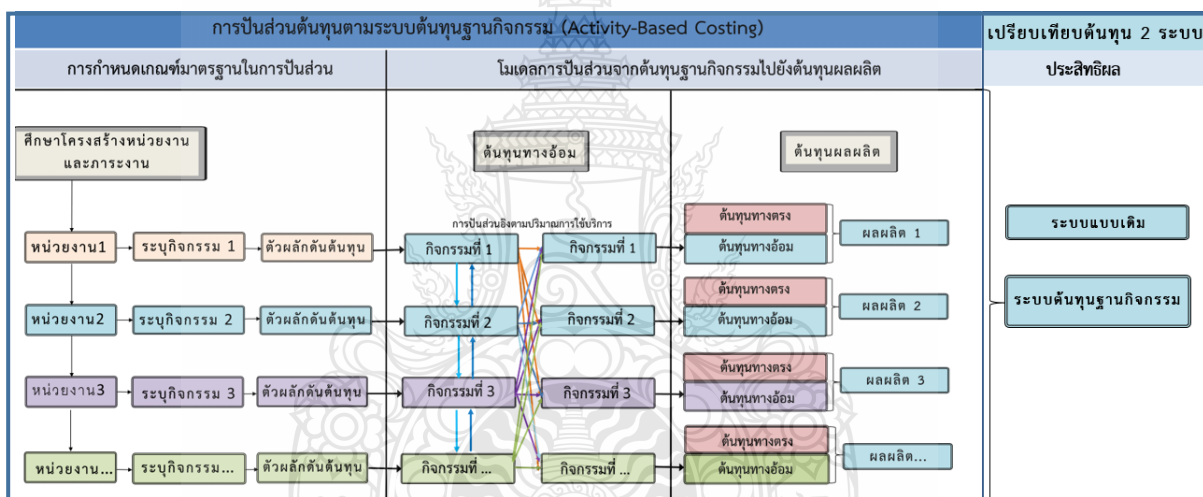 การปันส่วนต้นทุนตามระบบต้นทุนฐานกิจกรรม (Activity-Based Costing)
เปรียบเทียบต้นทุน 2 ระบบ
การกำหนดเกณฑ์มาตรฐานในการปันส่วน
โมเดลการปันส่วนจากต้นทุนฐานกิจกรรมไปยังต้นทุนผลผลิต
ประสิทธิผล
ศึกษาโครงสร้างหน่วยงาน
และภาระงาน
ต้นทุนทางอ้อม
ต้นทุนผลผลิต
การปันส่วนอิงตามปริมาณการใช้บริการ
หน่วยงาน1
ระบุกิจกรรม 1
ตัวผลักดันต้นทุน
กิจกรรมที่ 1
กิจกรรมที่ 1
ต้นทุนทางตรง
ต้นทุนทางอ้อม
ผลผลิต 1
ระบบแบบเดิม
หน่วยงาน2
ระบุกิจกรรม 2
ตัวผลักดันต้นทุน
กิจกรรมที่ 2
กิจกรรมที่ 2
ต้นทุนทางตรง
ต้นทุนทางอ้อม
ผลผลิต 2
ระบบต้นทุนฐานกิจกรรม
หน่วยงาน3
ระบุกิจกรรม 3
ตัวผลักดันต้นทุน
กิจกรรมที่ 3
กิจกรรมที่ 3
ต้นทุนทางตรง
ต้นทุนทางอ้อม
ผลผลิต 3
หน่วยงาน...
ระบุกิจกรรม...
ตัวผลักดันต้นทุน
กิจกรรมที่ ...
กิจกรรมที่ ...
ต้นทุนทางตรง
ต้นทุนทางอ้อม
ผลผลิต...